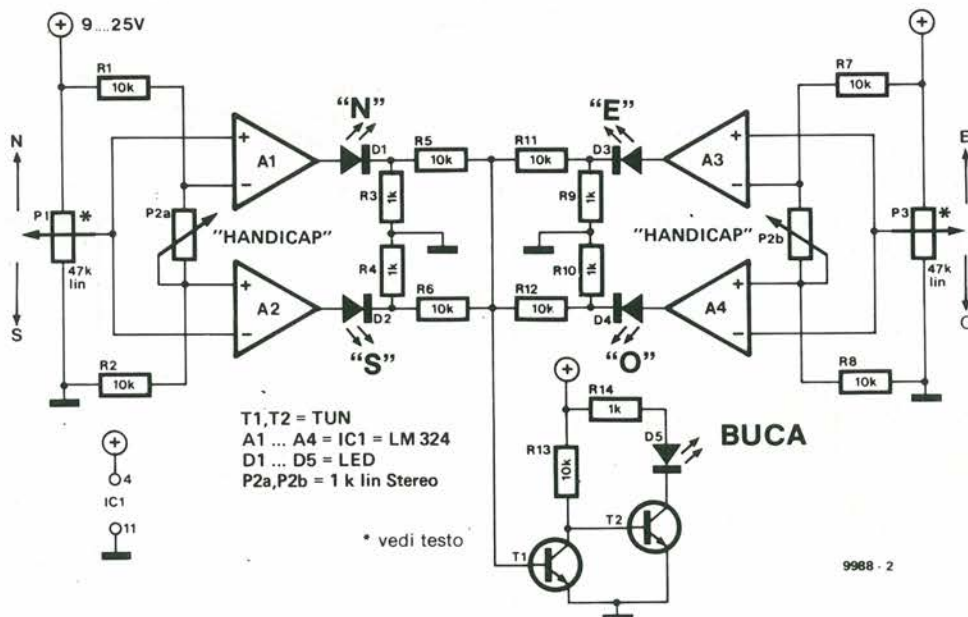 9....25V
R1
10k
R7
10k
"N"
"E"
N
A1
D1
R5
10k
R11
10k
D3
A3
E
P1
*
P2a
R3
1k
R9
1k
P2b
P3
*
"HANDICAP"
"HANDICAP"
47k
lin
R4
1k
R10
1k
47k
lin
S
A2
D2
R6
10k
R12
10k
D4
A4
"S"
"O"
R2
10k
R8
10k
T1,T2 = TUN
A1 ... A4 = IC1 = LM 324
D1 ... D5 = LED
P2a,P2b = 1 k lin Stereo
R14
1k
D5
BUCA
R13
10k
4
IC1
11
* vedi testo
T1
T2
9988 - 2